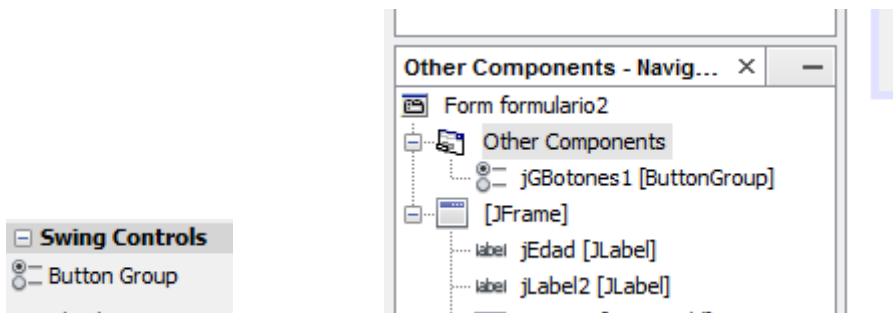 Other Components - Navig...
Form formulario2
Other Components
jGBotones1 [ButtonGroup]
[JFrame]
label jEdad [JLabel]
label jLabel2 [JLabel]
Swing Controls
Button Group